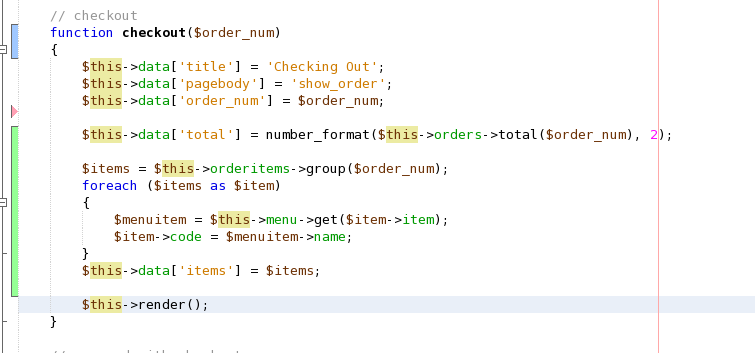 // checkout
function checkout($order_num)
{
$this->data['title'] = 'Checking Out';
$this->data['pagebody'] = 'show_order';
$this->data['order_num'] = $order_num;
$this->data['total'] = number_format($this->orders->total($order_num), 2);
$items = $this->orderitems->group($order_num);
foreach ($items as $item)
{
$menuitem = $this->menu->get($item->item);
$item->code = $menuitem->name;
}
$this->data['items'] = $items;
$this->render();
}
//